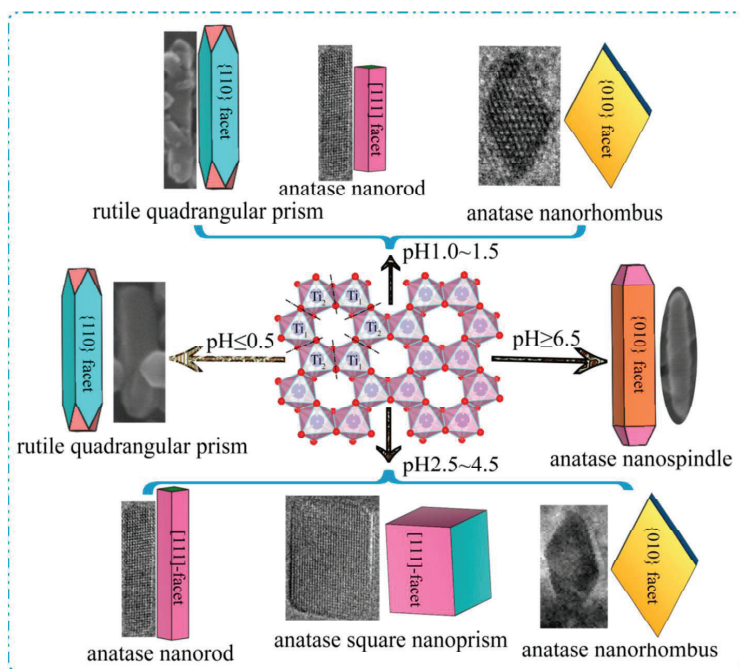 {110} facet
[111] facet
{010} facet
anatase nanorod
rutile quadrangular prism
anatase nanorhombus
pH1.0~1.5
Ti2
Ti1
Ti1
Ti2
Ti2
Ti1
{110} facet
pH≤0.5
pH≥6.5
{010} facet
rutile quadrangular prism
anatase nanospindle
pH2.5~4.5
[111]-facet
[111]-facet
{010} facet
anatase nanorod
anatase square nanoprism
anatase nanorhombus